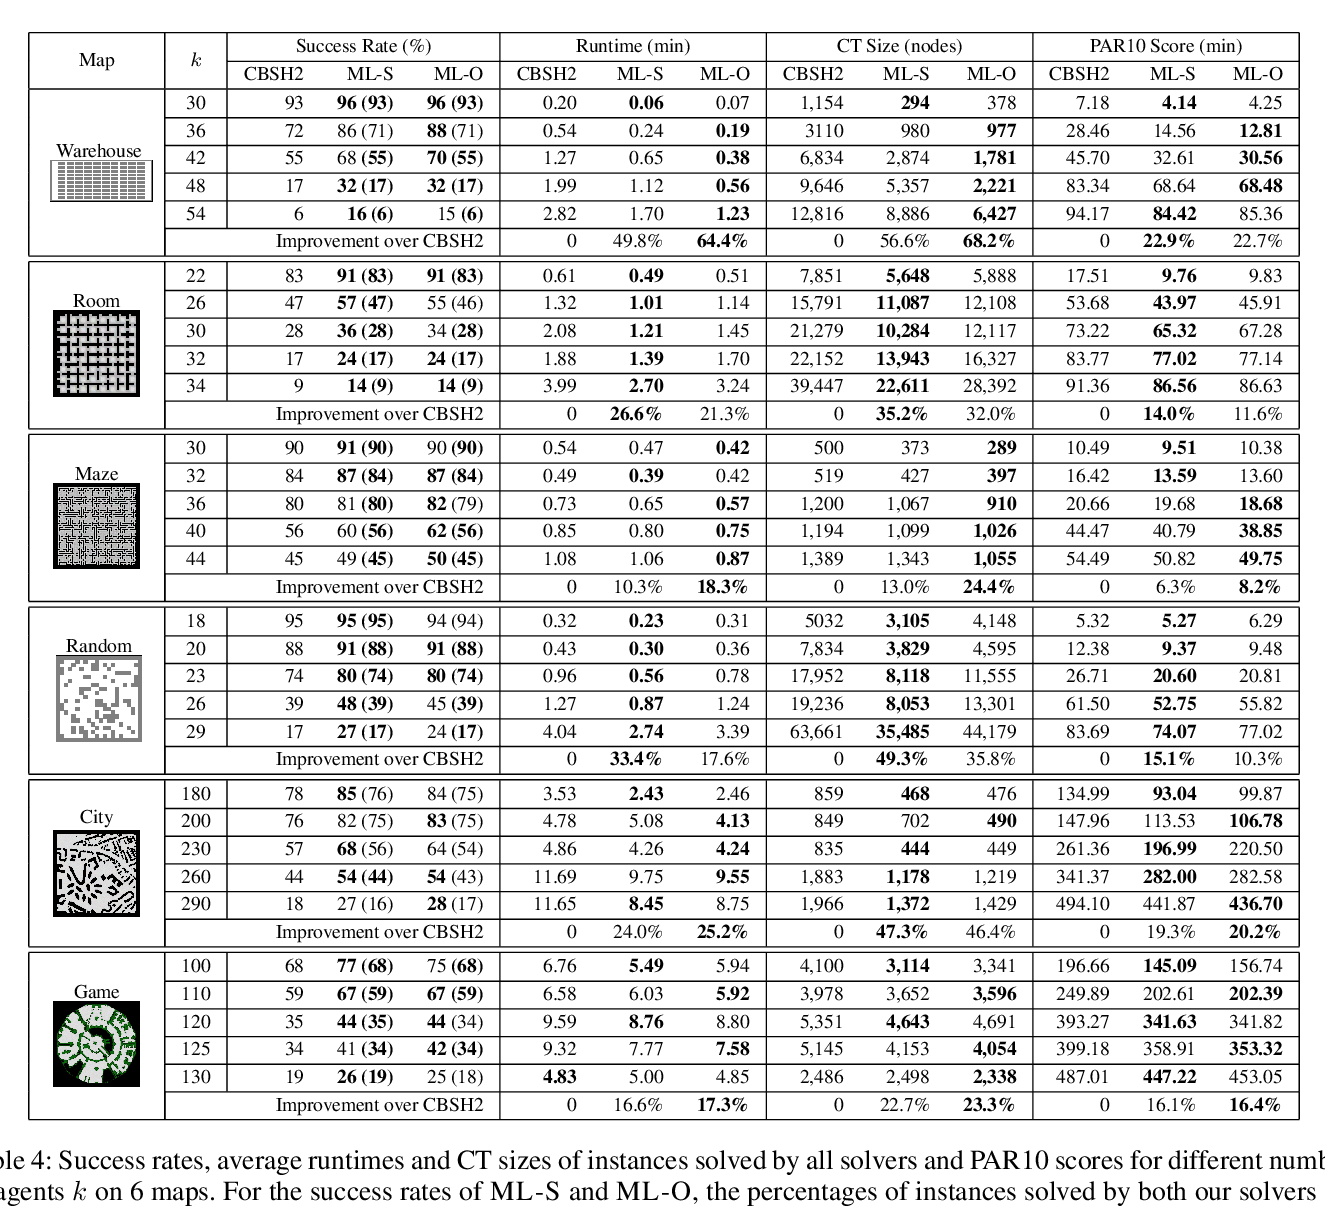 Map k Success Rate (%) Runtime (min) CT Size (nodes) PAR10 Score (min)
CBSH2 ML-S ML-O CBSH2 ML-S ML-O CBSH2 ML-S ML-O CBSH2 ML-S ML-O
Warehouse
30 93 96 (93) 96 (93) 0.20 0.06 0.07 1,154 294 378 7.18 4.14 4.25
36 72 86 (71) 88 (71) 0.54 0.24 0.19 3110 980 977 28.46 14.56 12.81
42 55 68 (55) 70 (55) 1.27 0.65 0.38 6,834 2,874 1,781 45.70 32.61 30.56
48 17 32 (17) 32 (17) 1.99 1.12 0.56 9,646 5,357 2,221 83.34 68.64 68.48
54 6 16 (6) 15 (6) 2.82 1.70 1.23 12,816 8,886 6,427 94.17 84.42 85.36
Improvement over CBSH2 0 49.8% 64.4% 0 56.6% 68.2% 0 22.9% 22.7%
Room
22 83 91 (83) 91 (83) 0.61 0.49 0.51 7,851 5,648 5,888 17.51 9.76 9.83
26 47 57 (47) 55 (46) 1.32 1.01 1.14 15,791 11,087 12,108 53.68 43.97 45.91
30 28 36 (28) 34 (28) 2.08 1.21 1.45 21,279 10,284 12,117 73.22 65.32 67.28
32 17 24 (17) 24 (17) 1.88 1.39 1.70 22,152 13,943 16,327 83.77 77.02 77.14
34 9 14 (9) 14 (9) 3.99 2.70 3.24 39,447 22,611 28,392 91.36 86.56 86.63
Improvement over CBSH2 0 26.6% 21.3% 0 35.2% 32.0% 0 14.0% 11.6%
Maze
30 90 91 (90) 90 (90) 0.54 0.47 0.42 500 373 289 10.49 9.51 10.38
32 84 87 (84) 87 (84) 0.49 0.39 0.42 519 427 397 16.42 13.59 13.60
36 80 81 (80) 82 (79) 0.73 0.65 0.57 1,200 1,067 910 20.66 19.68 18.68
40 56 60 (56) 62 (56) 0.85 0.80 0.75 1,194 1,099 1,026 44.47 40.79 38.85
44 45 49 (45) 50 (45) 1.08 1.06 0.87 1,389 1,343 1,055 54.49 50.82 49.75
Improvement over CBSH2 0 10.3% 18.3% 0 13.0% 24.4% 0 6.3% 8.2%
Random
18 95 95 (95) 94 (94) 0.32 0.23 0.31 5032 3,105 4,148 5.32 5.27 6.29
20 88 91 (88) 91 (88) 0.43 0.30 0.36 7,834 3,829 4,595 12.38 9.37 9.48
23 74 80 (74) 80 (74) 0.96 0.56 0.78 17,952 8,118 11,555 26.71 20.60 20.81
26 39 48 (39) 45 (39) 1.27 0.87 1.24 19,236 8,053 13,301 61.50 52.75 55.82
29 17 27 (17) 24 (17) 4.04 2.74 3.39 63,661 35,485 44,179 83.69 74.07 77.02
Improvement over CBSH2 0 33.4% 17.6% 0 49.3% 35.8% 0 15.1% 10.3%
City
180 78 85 (76) 84 (75) 3.53 2.43 2.46 859 468 476 134.99 93.04 99.87
200 76 82 (75) 83 (75) 4.78 5.08 4.13 849 702 490 147.96 113.53 106.78
230 57 68 (56) 64 (54) 4.86 4.26 4.24 835 444 449 261.36 196.99 220.50
260 44 54 (44) 54 (43) 11.69 9.75 9.55 1,883 1,178 1,219 341.37 282.00 282.58
290 18 27 (16) 28 (17) 11.65 8.45 8.75 1,966 1,372 1,429 494.10 441.87 436.70
Improvement over CBSH2 0 24.0% 25.2% 0 47.3% 46.4% 0 19.3% 20.2%
Game
100 68 77 (68) 75 (68) 6.76 5.49 5.94 4,100 3,114 3,341 196.66 145.09 156.74
110 59 67 (59) 67 (59) 6.58 6.03 5.92 3,978 3,652 3,596 249.89 202.61 202.39
120 35 44 (35) 44 (34) 9.59 8.76 8.80 5,351 4,643 4,691 393.27 341.63 341.82
125 34 41 (34) 42 (34) 9.32 7.77 7.58 5,145 4,153 4,054 399.18 358.91 353.32
130 19 26 (19) 25 (18) 4.83 5.00 4.85 2,486 2,498 2,338 487.01 447.22 453.05
Improvement over CBSH2 0 16.6% 17.3% 0 22.7% 23.3% 0 16.1% 16.4%
ble 4: Success rates, average runtimes and CT sizes of instances solved by all solvers and PAR10 scores for different numb
agents k on 6 maps. For the success rates of ML-S and ML-O, the percentages of instances solved by both our solvers